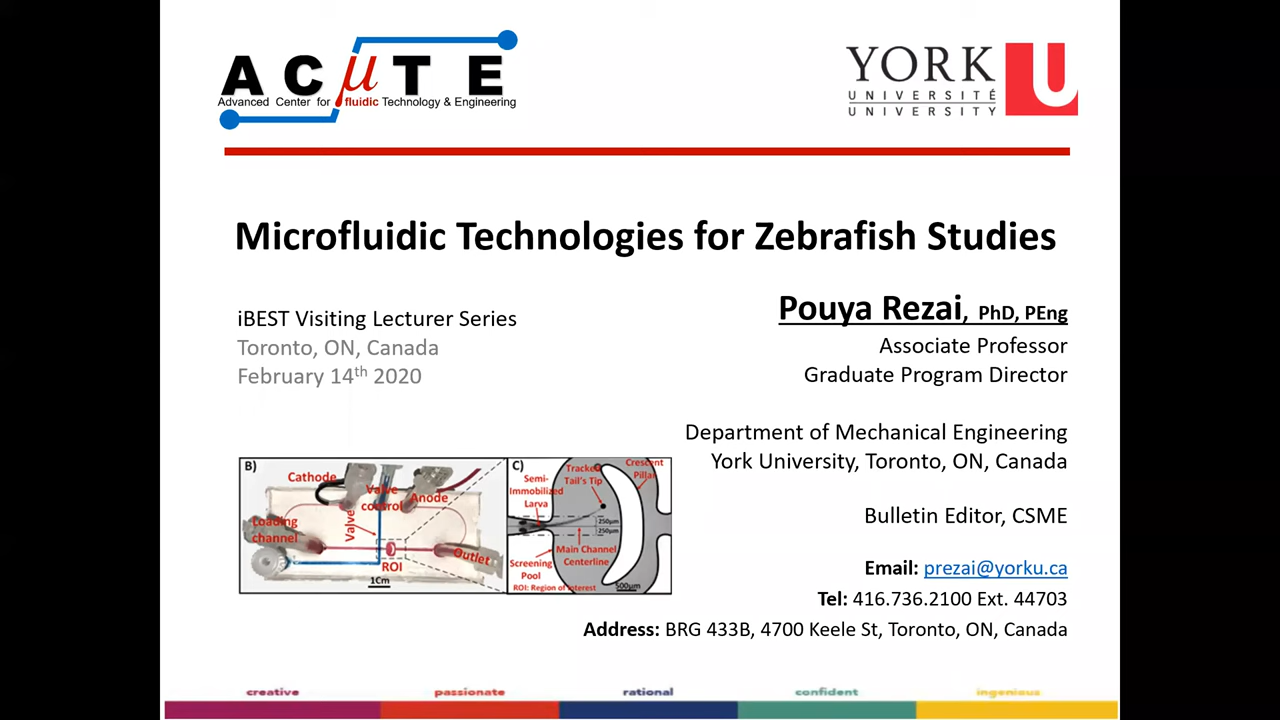 ACμTE
Advanced Center for fluidic Technology & Engineering
YORK
UNIVERSITÉ
UNIVERSITY
U
Microfluidic Technologies for Zebrafish Studies
iBEST Visiting Lecturer Series
Toronto, ON, Canada
February 14th 2020
Pouya Rezai, PhD, PEng
Associate Professor
Graduate Program Director
Department of Mechanical Engineering
York University, Toronto, ON, Canada
Bulletin Editor, CSME
Email: prezai@yorku.ca
Tel: 416.736.2100 Ext. 44703
Address: BRG 433B, 4700 Keele St, Toronto, ON, Canada
B)
Cathode
Valve
control
Anode
Loading
channel
Valve
Outlet
ROI
1Cm
C)
Tracked
Tail's Tip
Crescent
Pillar
Semi-
Immobilized
Larva
250μm
250μm
Main Channel
Centerline
Screening
Pool
ROI: Region of Interest
500μm
creative
passionate
rational
confident
ingenious